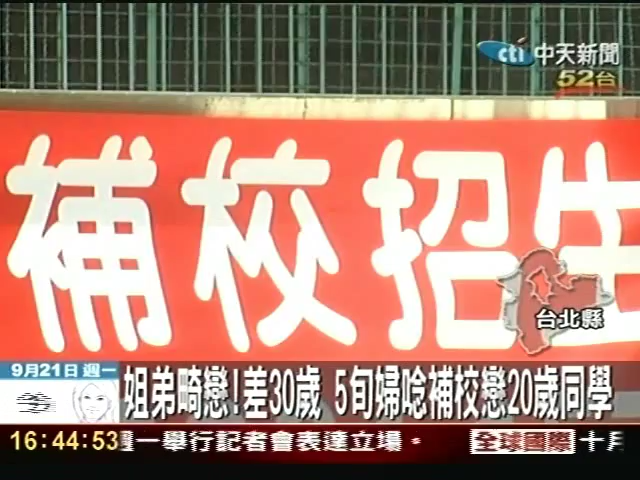 cti 中天新聞
52台
補校招生
台北縣
9月21日 週一
姐弟畸戀!差30歲 5旬婦唸補校戀20歲同學
16:44:53 週一舉行記者會表達立場。 全球國際 十月